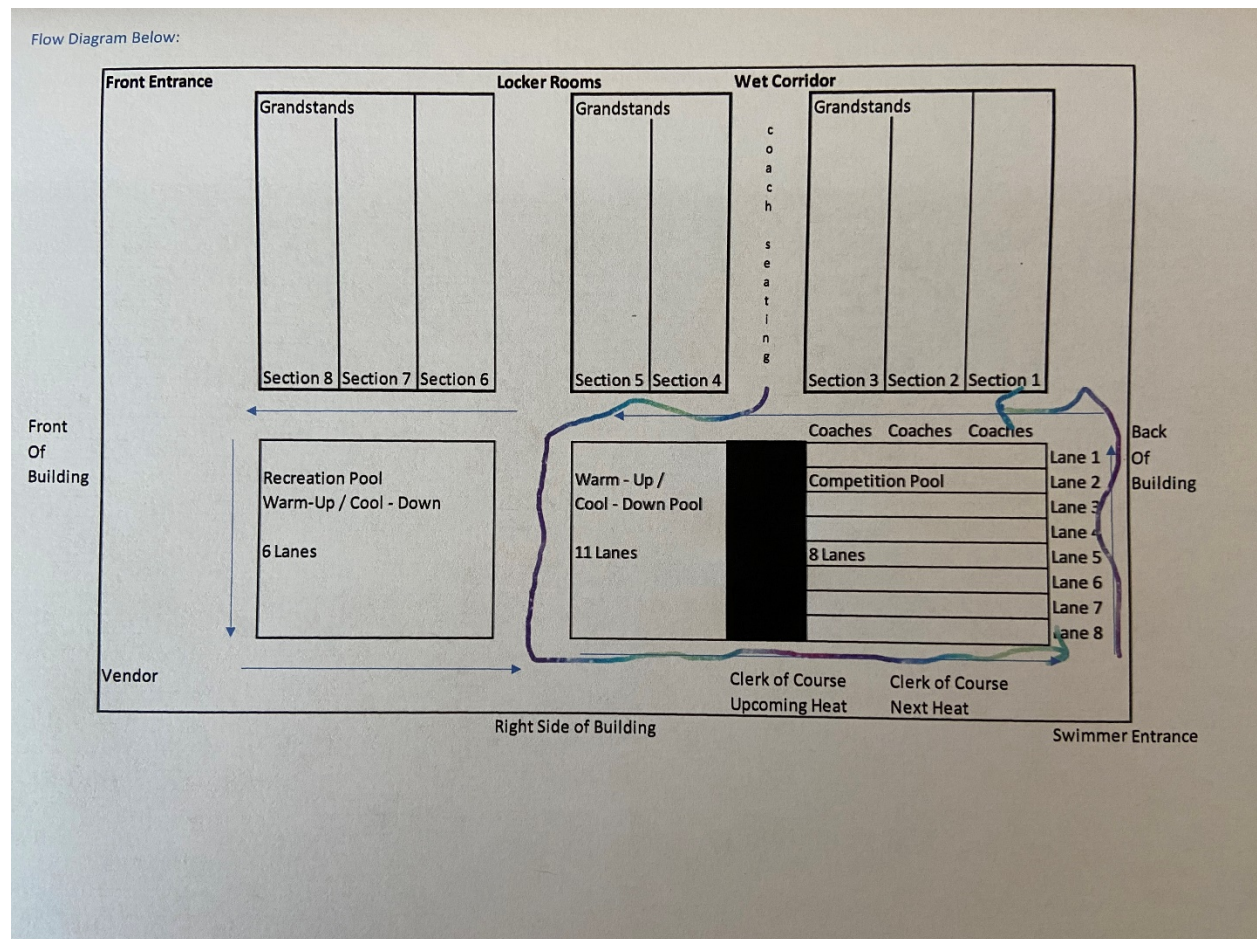 Flow Diagram Below:
Front Entrance
Locker Rooms
Wet Corridor
Grandstands
Grandstands
Grandstands
coach
seating
Section 8
Section 7
Section 6
Section 5
Section 4
Section 3
Section 2
Section 1
Front
Of
Building
Coaches Coaches Coaches
Back
Of
Building
Recreation Pool
Warm-Up / Cool - Down
6 Lanes
Warm - Up /
Cool - Down Pool
11 Lanes
Competition Pool
8 Lanes
Lane 1
Lane 2
Lane 3
Lane 4
Lane 5
Lane 6
Lane 7
Lane 8
Vendor
Clerk of Course
Upcoming Heat
Clerk of Course
Next Heat
Right Side of Building
Swimmer Entrance